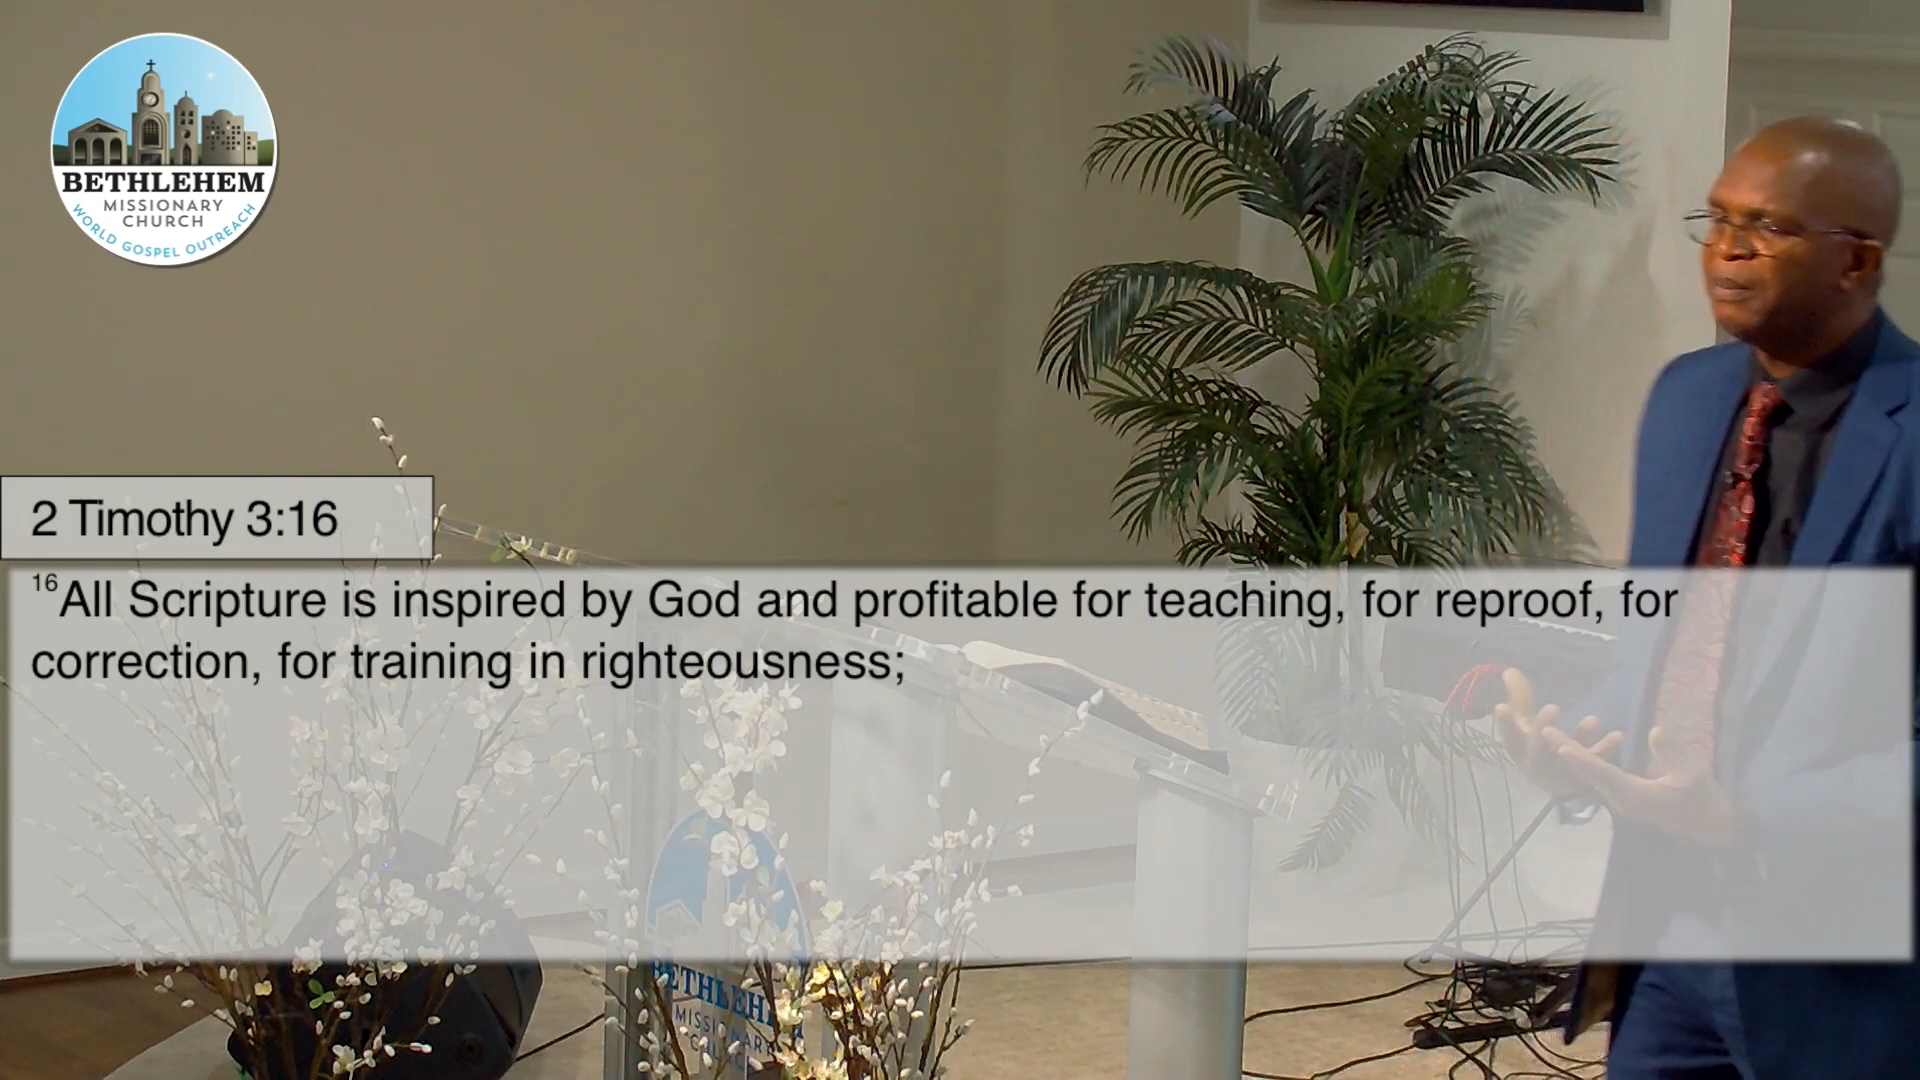 BETHLEHEM
MISSIONARY
CHURCH
WORLD GOSPEL OUTREACH
2 Timothy 3:16
16All Scripture is inspired by God and profitable for teaching, for reproof, for
correction, for training in righteousness;
MISSIONARY